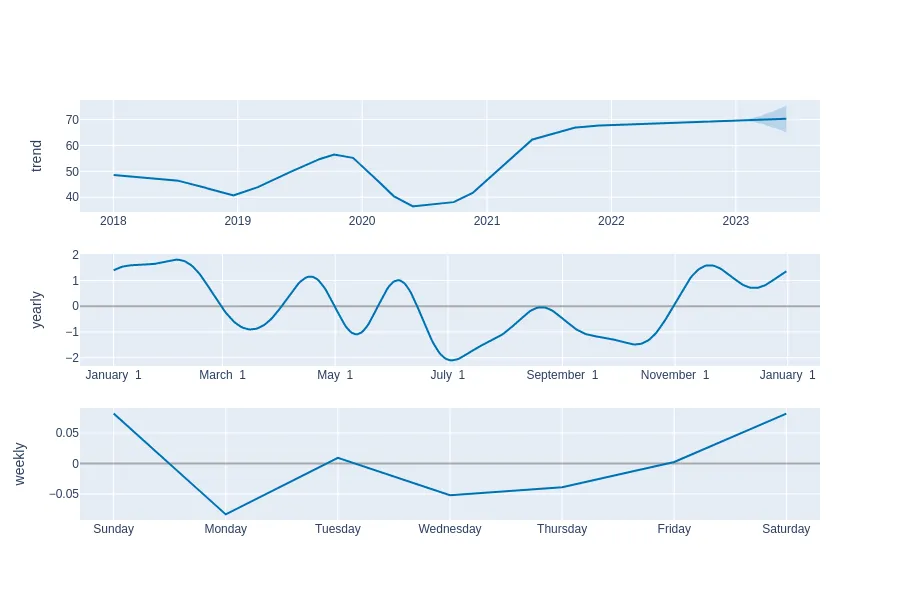 trend
70
60
50
40
2018 2019 2020 2021 2022 2023
yearly
2
1
0
−1
−2
January 1 March 1 May 1 July 1 September 1 November 1 January 1
weekly
0.05
0
−0.05
Sunday Monday Tuesday Wednesday Thursday Friday Saturday